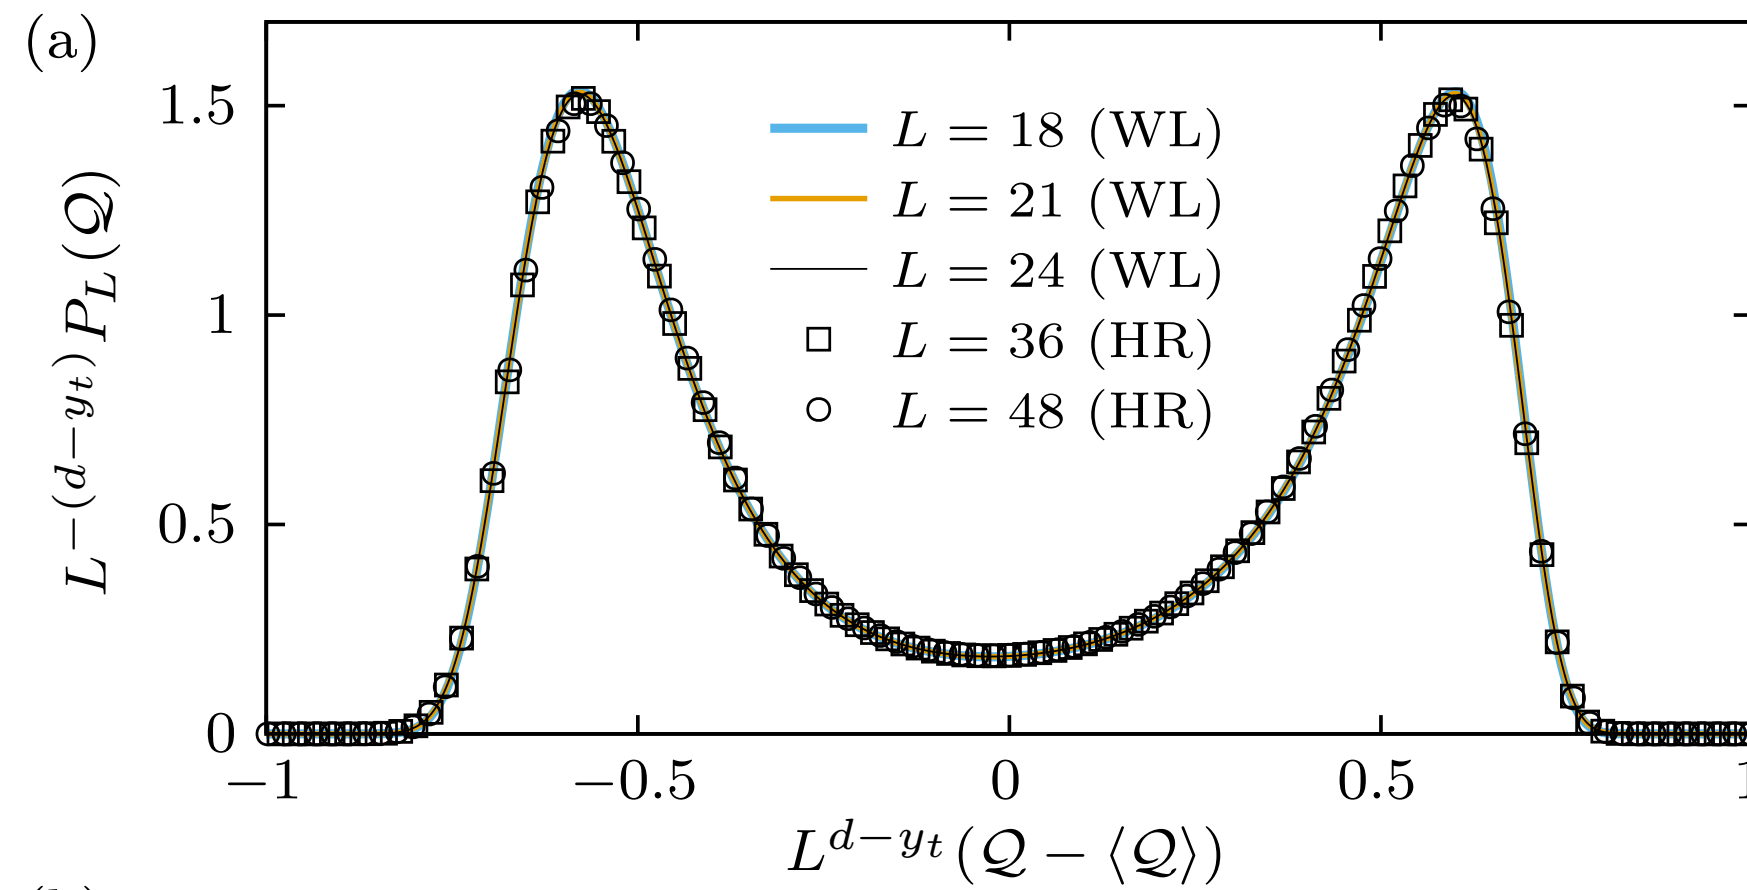 (a)
1.5
1
0.5
0
L^{−(d−y_t)} P_L(𝒬)
L = 18 (WL)
L = 21 (WL)
L = 24 (WL)
L = 36 (HR)
L = 48 (HR)
−1 −0.5 0 0.5 1
L^{d−y_t}(𝒬 − ⟨𝒬⟩)